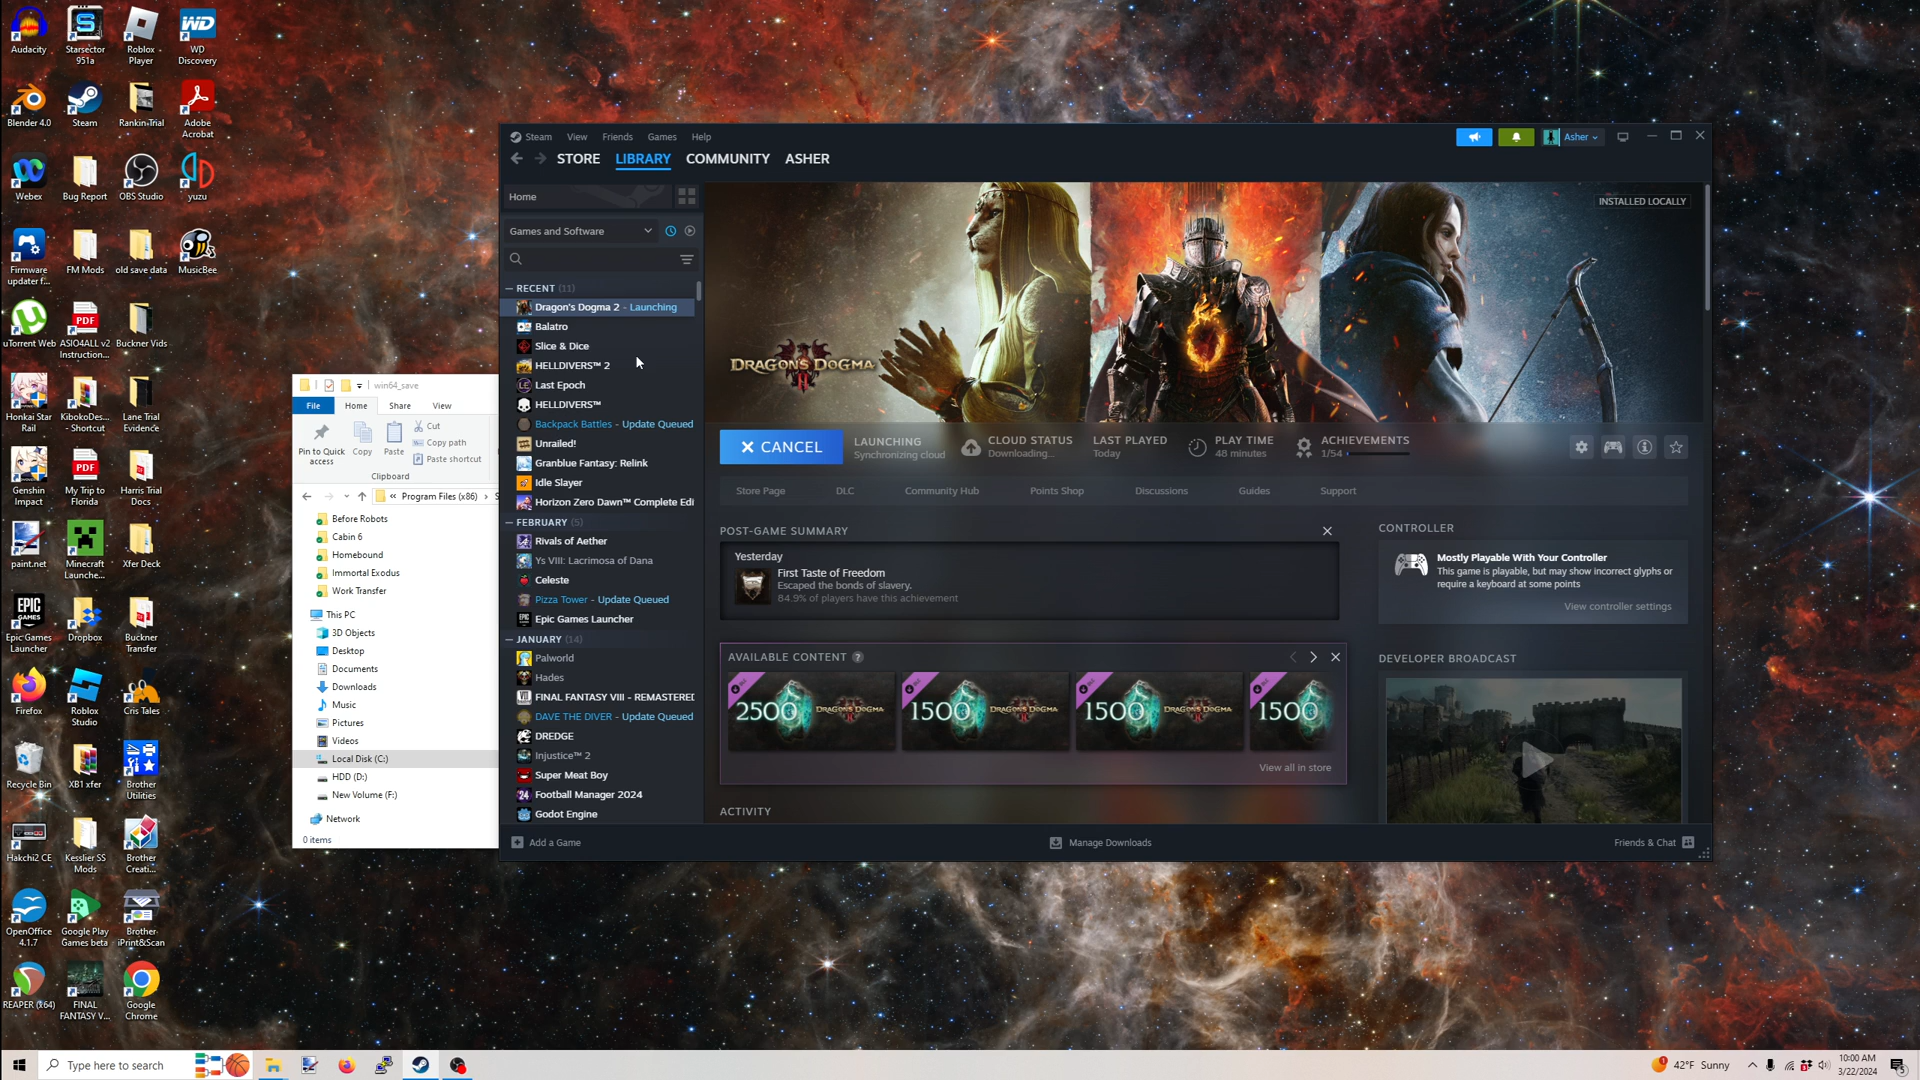 Audacity
Starsector 951a
Roblox Player
WD Discovery
Blender 4.0
Steam
Rankin Trial
Adobe Acrobat
Webex
Bug Report
OBS Studio
yuzu
Firmware updater f...
FM Mods
old save data
MusicBee
uTorrent Web
ASIO4ALL v2 Instruction...
Buckner Vids
Honkai Star Rail
KibokoDes... - Shortcut
Lane Trial Evidence
Genshin Impact
My Trip to Florida
Harris Trial Docs
paint.net
Minecraft Launche...
Xfer Deck
Epic Games Launcher
Dropbox
Buckner Transfer
Firefox
Roblox Studio
Cris Tales
Recycle Bin
XB1 xfer
Brother Utilities
Hakchi2 CE
Kesslier SS Mods
Brother Creati...
OpenOffice 4.1.7
Google Play Games beta
Brother iPrint&Scan
REAPER (x64)
FINAL FANTASY V...
Google Chrome
win64_save
File Home Share View
Pin to Quick access
Copy
Paste
Cut
Copy path
Paste shortcut
Clipboard
« Program Files (x86) > S
Before Robots
Cabin 6
Homebound
Immortal Exodus
Work Transfer
This PC
3D Objects
Desktop
Documents
Downloads
Music
Pictures
Videos
Local Disk (C:)
HDD (D:)
New Volume (F:)
Network
0 items
Steam View Friends Games Help
Asher
STORE LIBRARY COMMUNITY ASHER
Home
Games and Software
— RECENT (11)
Dragon's Dogma 2 - Launching
Balatro
Slice & Dice
HELLDIVERS™ 2
Last Epoch
HELLDIVERS™
Backpack Battles - Update Queued
Unrailed!
Granblue Fantasy: Relink
Idle Slayer
Horizon Zero Dawn™ Complete Edi
— FEBRUARY (5)
Rivals of Aether
Ys VIII: Lacrimosa of Dana
Celeste
Pizza Tower - Update Queued
Epic Games Launcher
— JANUARY (14)
Palworld
Hades
FINAL FANTASY VIII - REMASTERED
DAVE THE DIVER - Update Queued
DREDGE
Injustice™ 2
Super Meat Boy
Football Manager 2024
Godot Engine
Add a Game
INSTALLED LOCALLY
DRAGON'S DOGMA
CANCEL
LAUNCHING
Synchronizing cloud
CLOUD STATUS
Downloading...
LAST PLAYED
Today
PLAY TIME
48 minutes
ACHIEVEMENTS
1/54
Store Page DLC Community Hub Points Shop Discussions Guides Support
POST-GAME SUMMARY
Yesterday
First Taste of Freedom
Escaped the bonds of slavery.
84.9% of players have this achievement
AVAILABLE CONTENT ?
2500 DRAGON'S DOGMA
1500 DRAGON'S DOGMA
1500 DRAGON'S DOGMA
1500
View all in store
ACTIVITY
CONTROLLER
Mostly Playable With Your Controller
This game is playable, but may show incorrect glyphs or
require a keyboard at some points
View controller settings
DEVELOPER BROADCAST
Manage Downloads
Friends & Chat
Type here to search
42°F Sunny
10:00 AM
3/22/2024